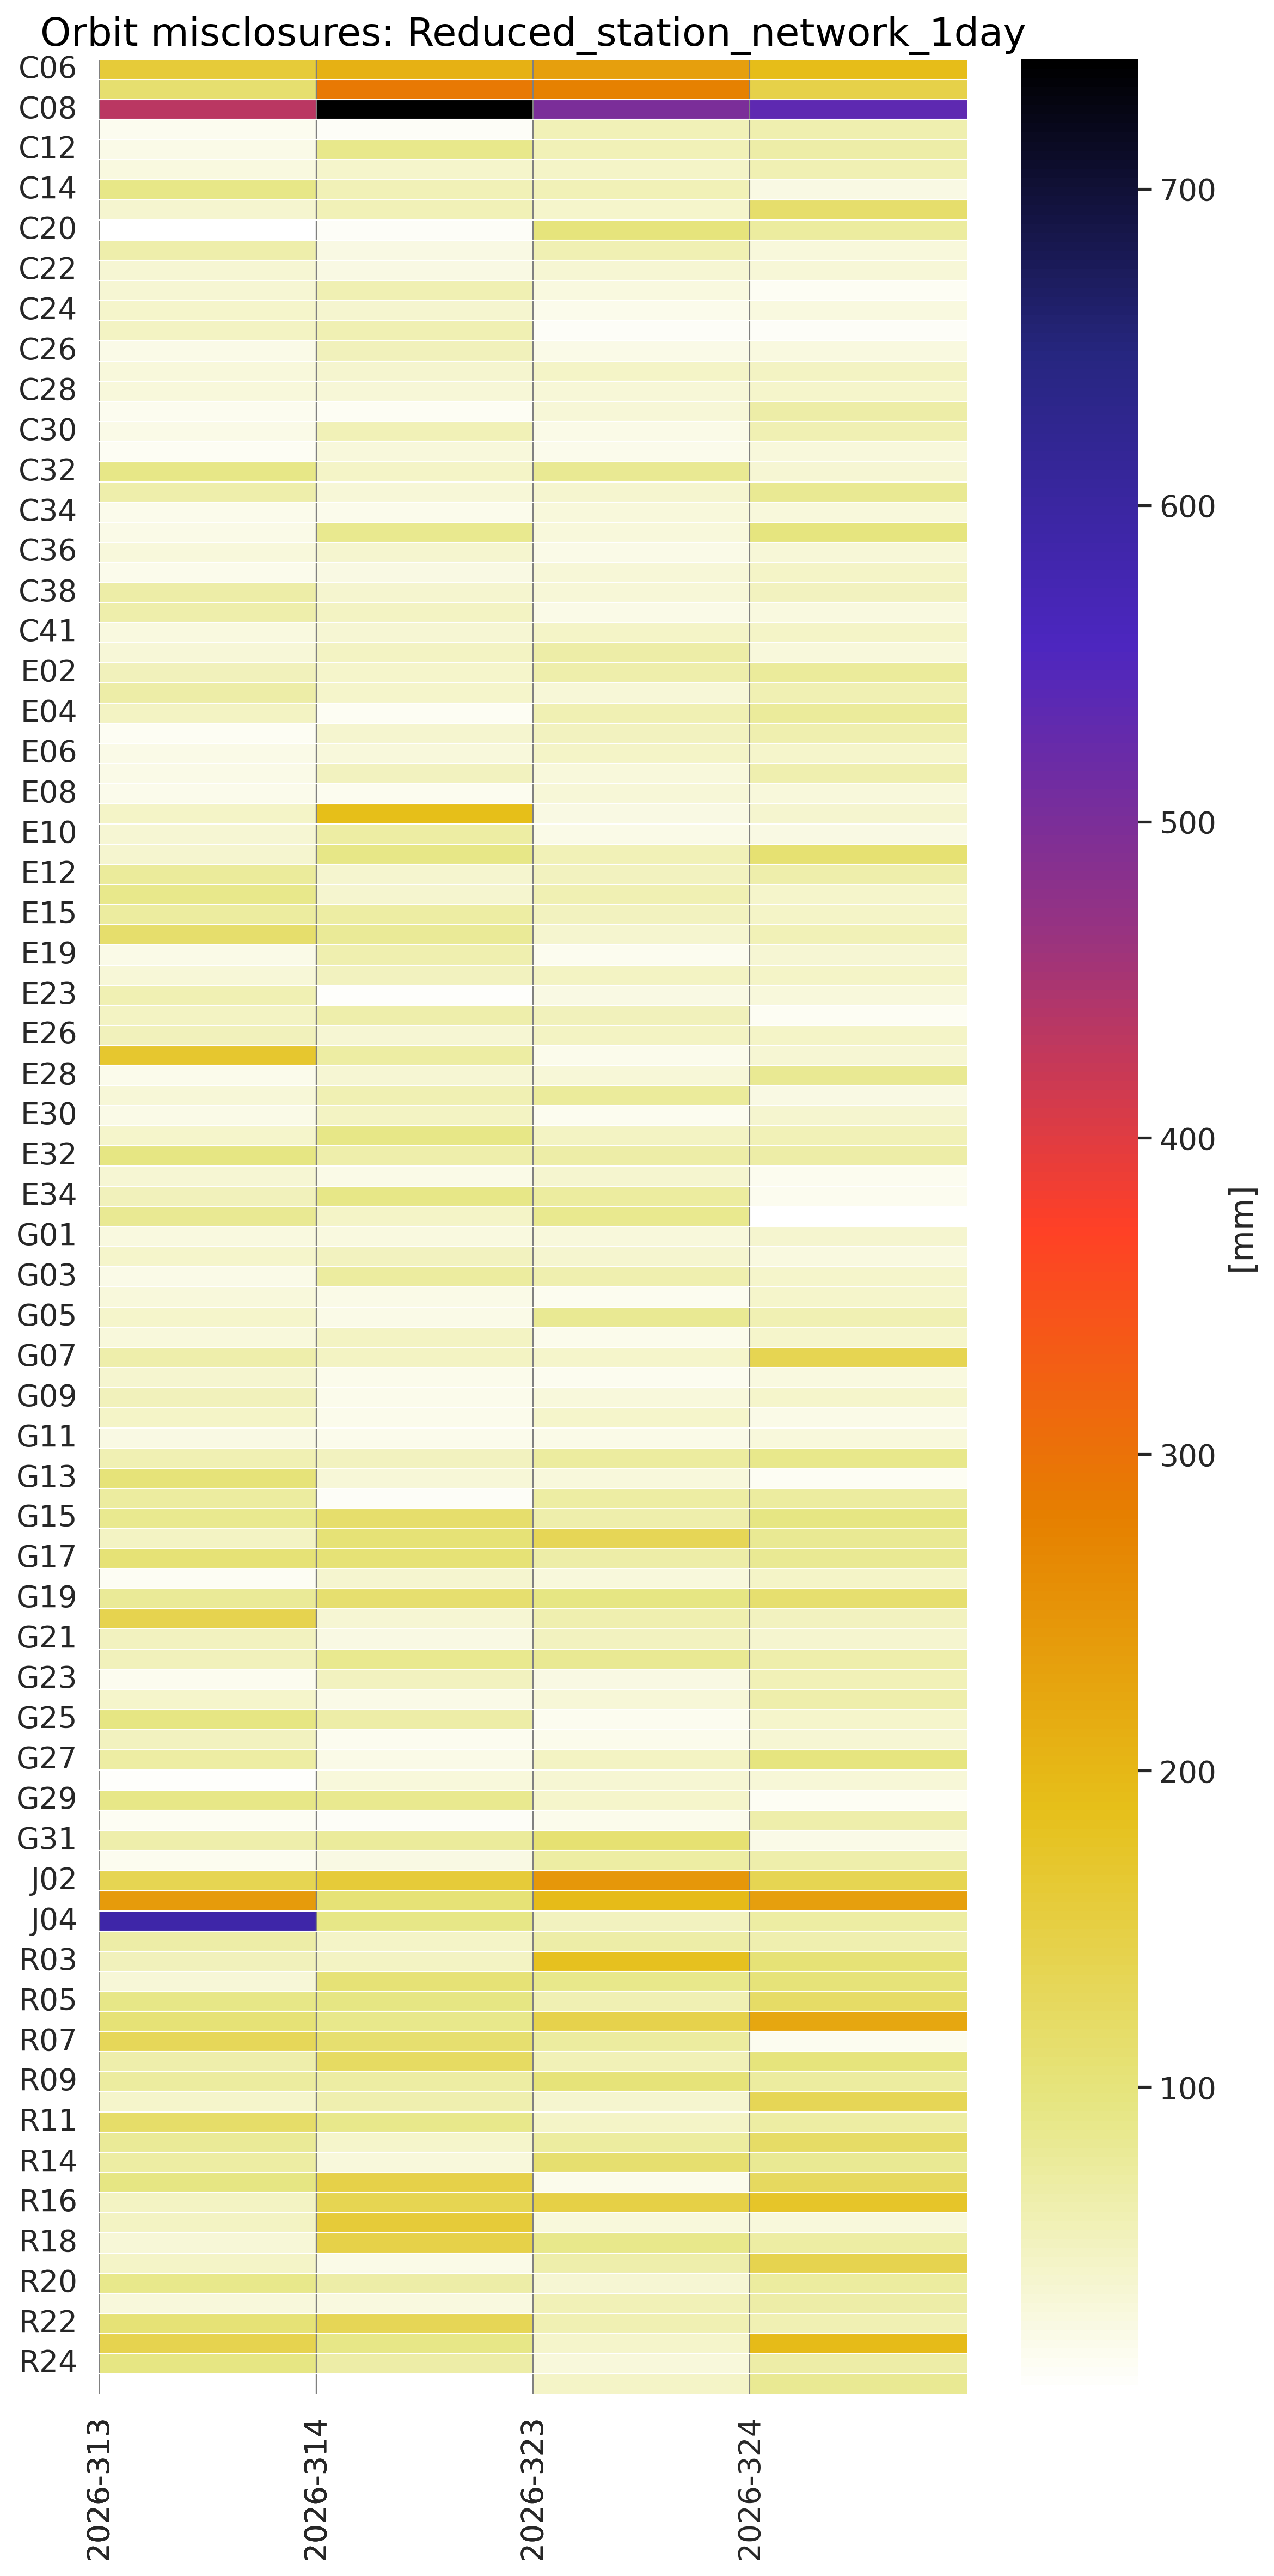 Orbit misclosures: Reduced_station_network_1day
C06
C08
C12
C14
C20
C22
C24
C26
C28
C30
C32
C34
C36
C38
C41
E02
E04
E06
E08
E10
E12
E15
E19
E23
E26
E28
E30
E32
E34
G01
G03
G05
G07
G09
G11
G13
G15
G17
G19
G21
G23
G25
G27
G29
G31
J02
J04
R03
R05
R07
R09
R11
R14
R16
R18
R20
R22
R24
2026-313
2026-314
2026-323
2026-324
700
600
500
400
300
200
100
[mm]